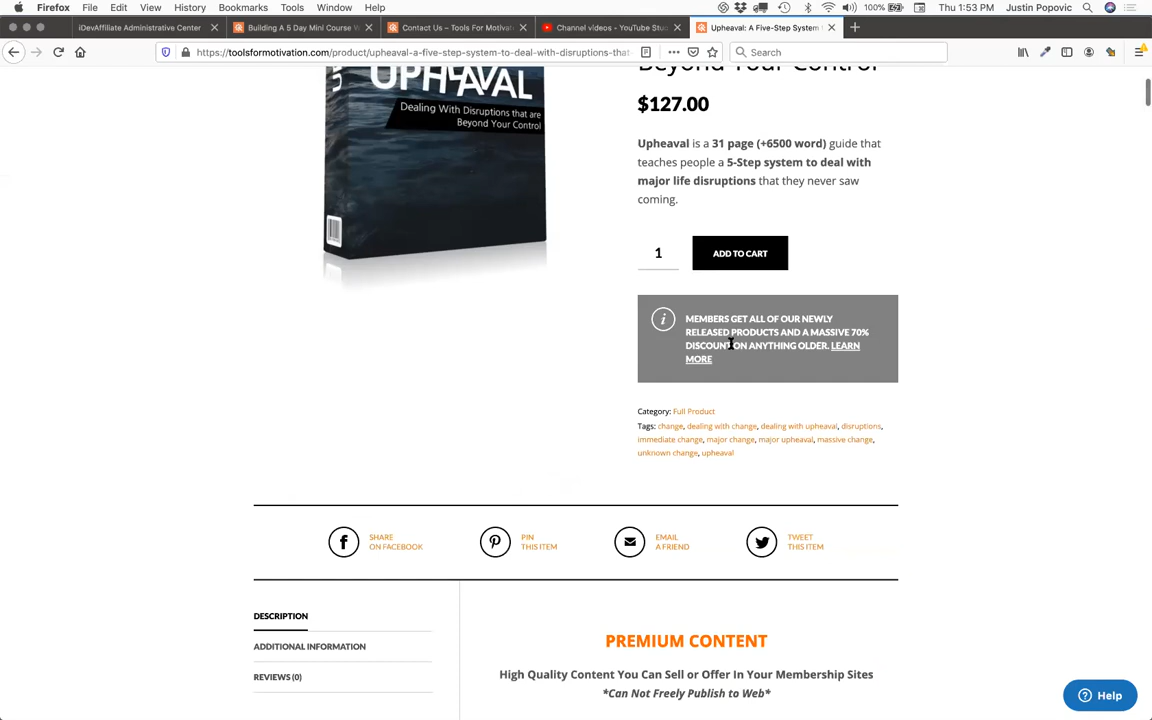 Firefox File Edit View History Bookmarks Tools Window Help 100% Thu 1:53 PM Justin Popovic
iDevAffiliate Administrative Center Building A 5 Day Mini Course Contact Us – Tools For Motivat Channel videos - YouTube Stu Upheaval: A Five-Step System
https://toolsformotivation.com/product/upheaval-a-five-step-system-to-deal-with-disruptions-that- Search
Beyond Your Control
UPHEAVAL
Dealing With Disruptions that are
Beyond Your Control
$127.00
Upheaval is a 31 page (+6500 word) guide that
teaches people a 5-Step system to deal with
major life disruptions that they never saw
coming.
1 ADD TO CART
MEMBERS GET ALL OF OUR NEWLY
RELEASED PRODUCTS AND A MASSIVE 70%
DISCOUNT ON ANYTHING OLDER. LEARN
MORE
Category: Full Product
Tags: change, dealing with change, dealing with upheaval, disruptions,
immediate change, major change, major upheaval, massive change,
unknown change, upheaval
SHARE
ON FACEBOOK
PIN
THIS ITEM
EMAIL
A FRIEND
TWEET
THIS ITEM
DESCRIPTION
ADDITIONAL INFORMATION
REVIEWS (0)
PREMIUM CONTENT
High Quality Content You Can Sell or Offer In Your Membership Sites
*Can Not Freely Publish to Web*
Help